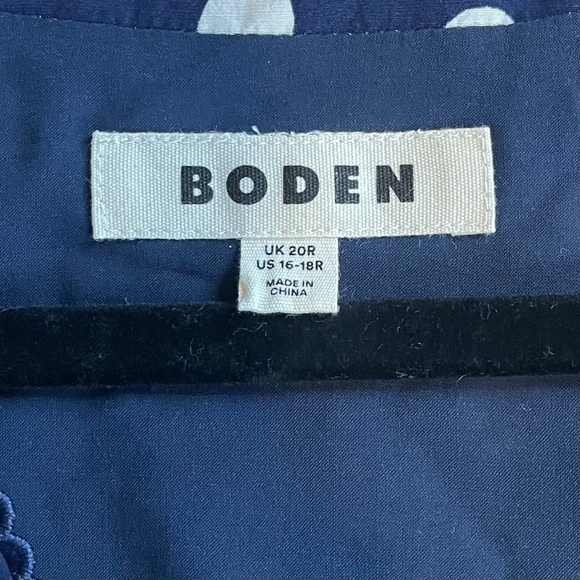 BODEN
UK 20R
US 16-18R
MADE IN
CHINA